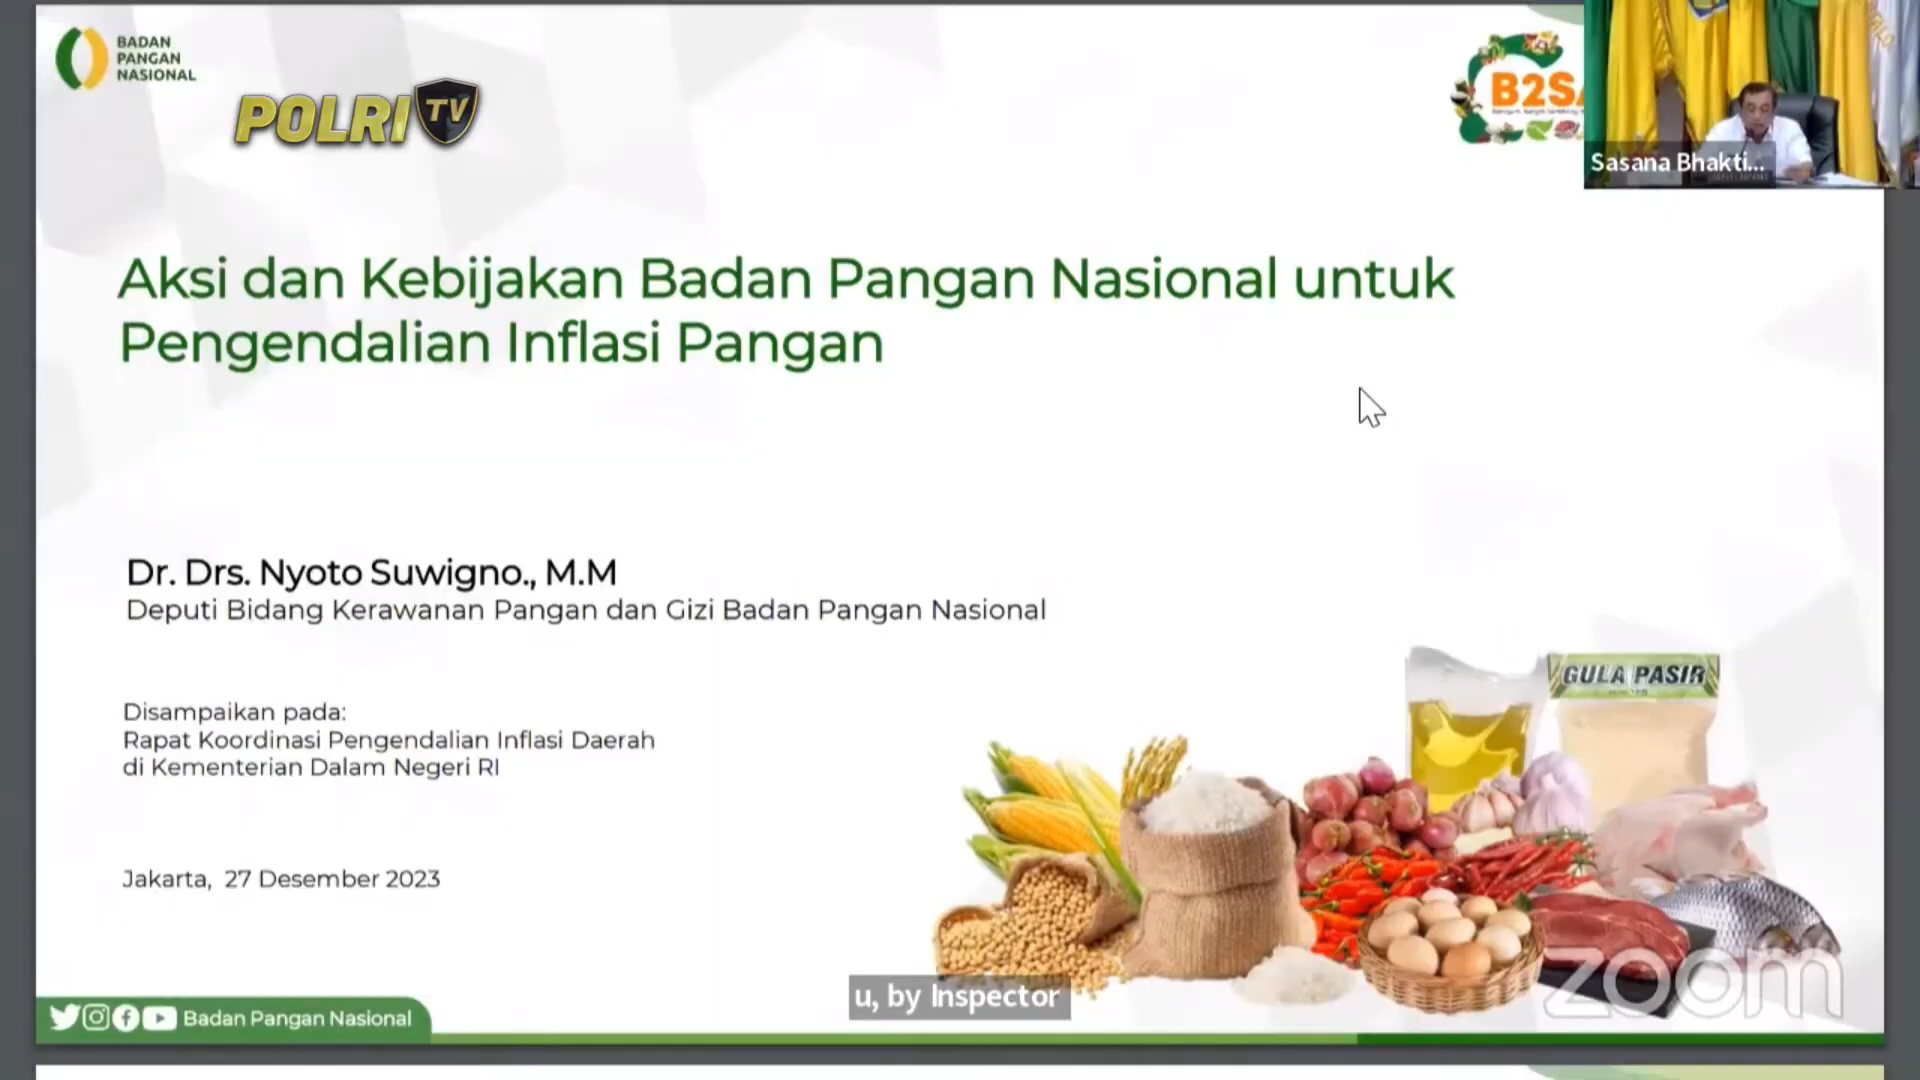 BADAN
PANGAN
NASIONAL
POLRI TV
B2SA
Sasana Bhakti...
Aksi dan Kebijakan Badan Pangan Nasional untuk
Pengendalian Inflasi Pangan
Dr. Drs. Nyoto Suwigno., M.M
Deputi Bidang Kerawanan Pangan dan Gizi Badan Pangan Nasional
Disampaikan pada:
Rapat Koordinasi Pengendalian Inflasi Daerah
di Kementerian Dalam Negeri RI
Jakarta, 27 Desember 2023
GULA PASIR
u, by Inspector
zoom
Badan Pangan Nasional